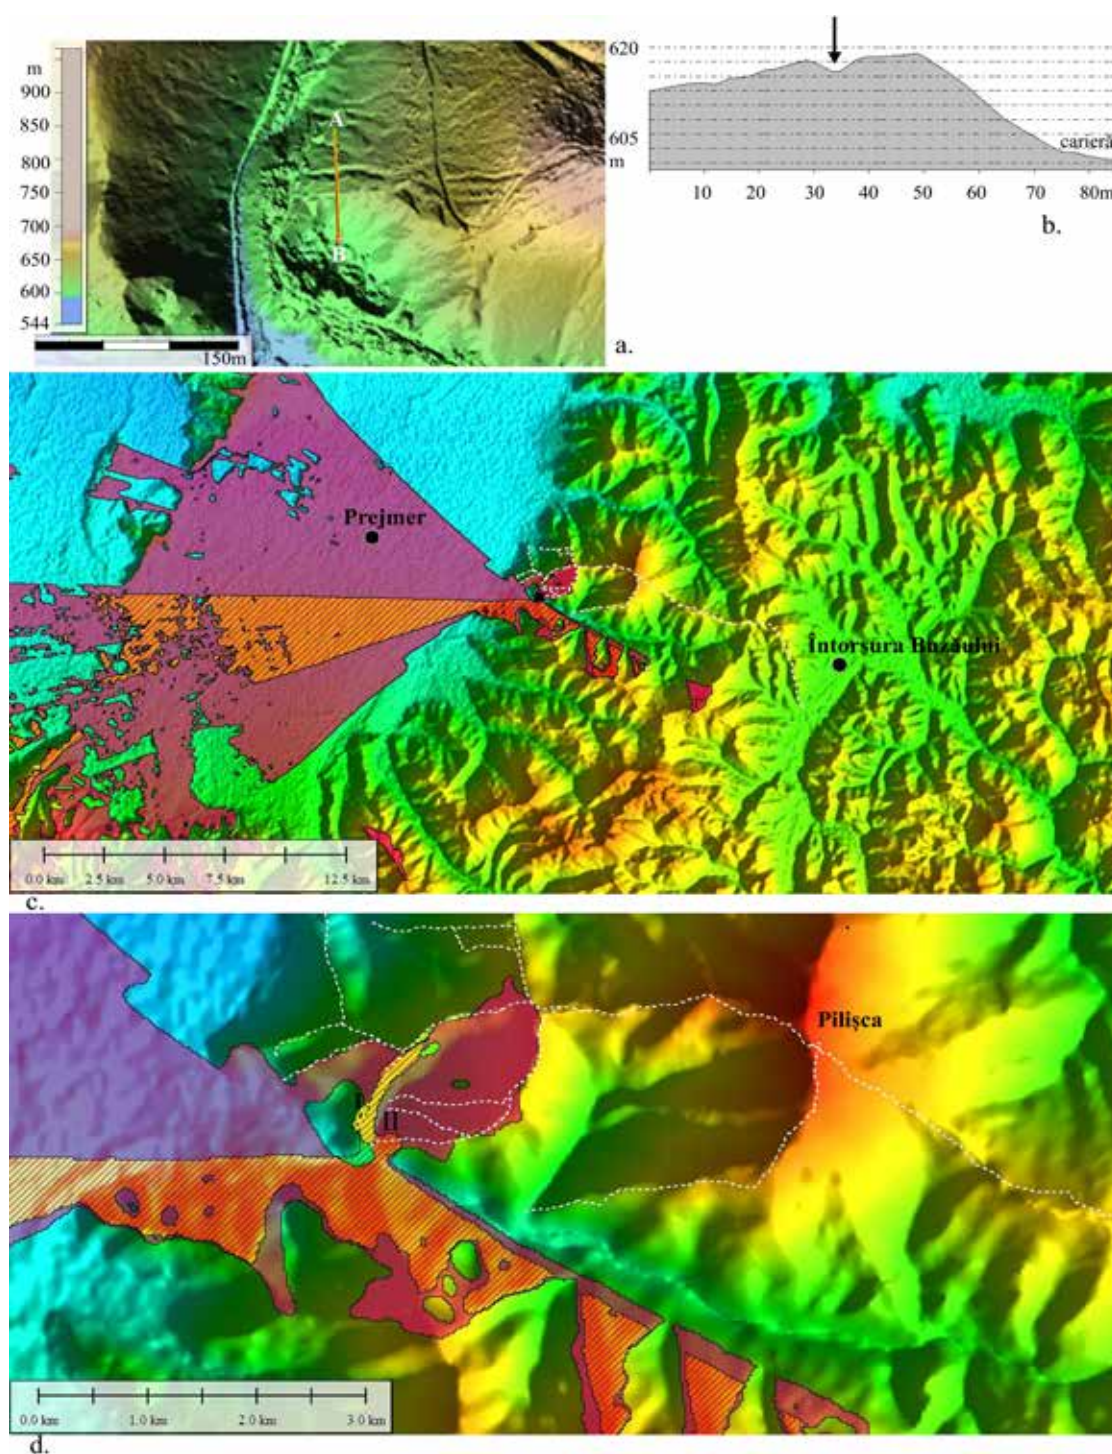 m
900
850
800
750
700
650
600
544
A
B
150m
a.
620
605
m
cariera
10 20 30 40 50 60 70 80m
b.
Prejmer
Întorsura Buzăului
0.0 km 2.5 km 5.0 km 7.5 km 12.5 km
c.
Pilișca
I
II
0.0 km 1.0 km 2.0 km 3.0 km
d.